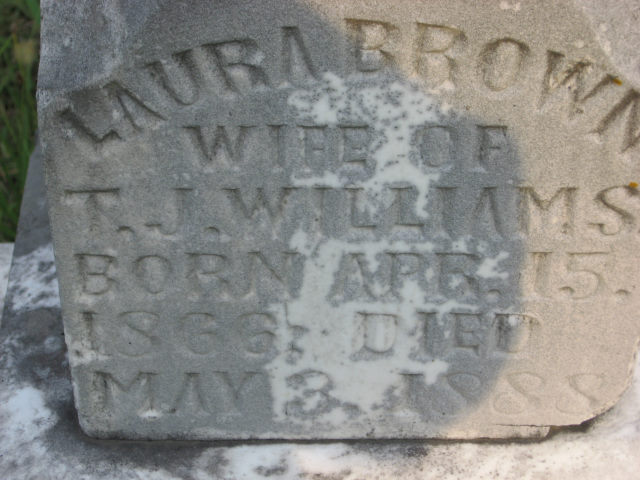 LAURA BROWN
WIFE OF
T. J. WILLIAMS
BORN APR. 15.
1866. DIED
MAY 3. 1888